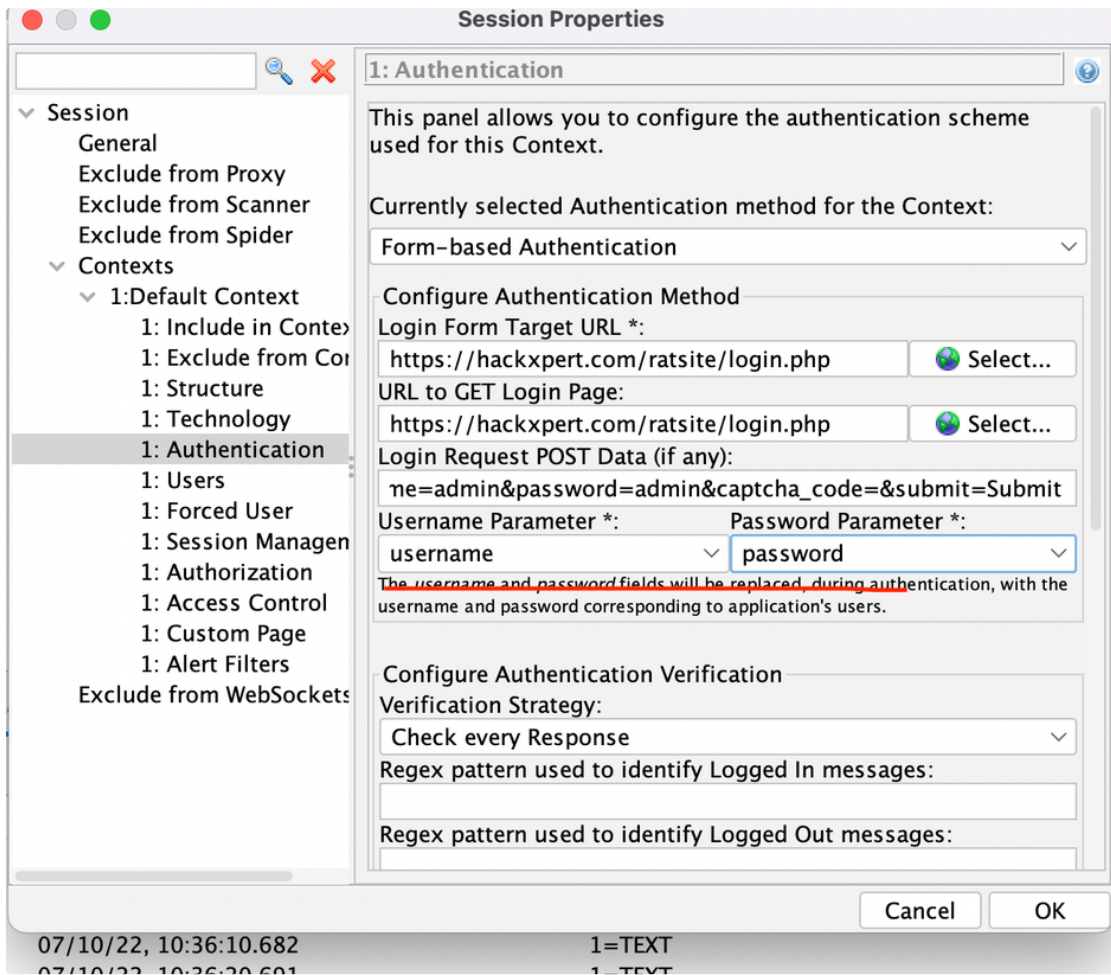 Session Properties
1: Authentication
Session
General
Exclude from Proxy
Exclude from Scanner
Exclude from Spider
Contexts
1:Default Context
1: Include in Contex
1: Exclude from Cor
1: Structure
1: Technology
1: Authentication
1: Users
1: Forced User
1: Session Managen
1: Authorization
1: Access Control
1: Custom Page
1: Alert Filters
Exclude from WebSockets
This panel allows you to configure the authentication scheme
used for this Context.
Currently selected Authentication method for the Context:
Form-based Authentication
Configure Authentication Method
Login Form Target URL *:
https://hackxpert.com/ratsite/login.php
Select...
URL to GET Login Page:
https://hackxpert.com/ratsite/login.php
Select...
Login Request POST Data (if any):
me=admin&password=admin&captcha_code=&submit=Submit
Username Parameter *: Password Parameter *:
username password
The username and password fields will be replaced, during authentication, with the
username and password corresponding to application's users.
Configure Authentication Verification
Verification Strategy:
Check every Response
Regex pattern used to identify Logged In messages:
Regex pattern used to identify Logged Out messages:
Cancel OK
07/10/22, 10:36:10.682 1=TEXT
07/10/22, 10:36:20.691 1=TEXT